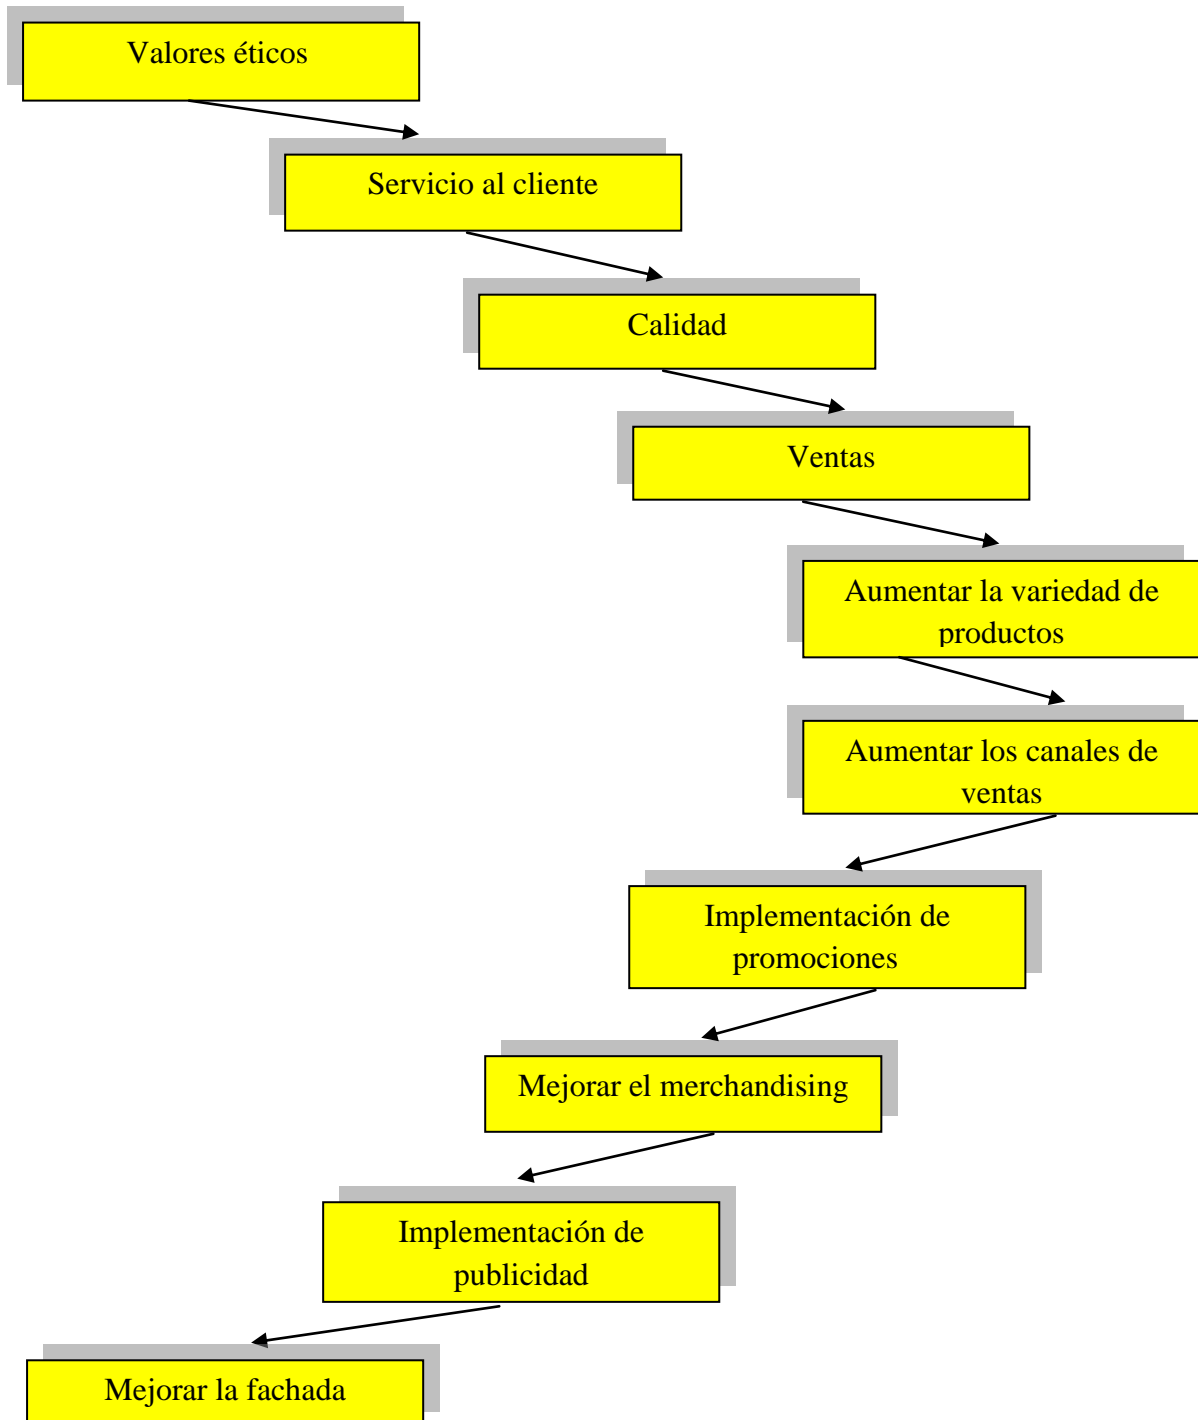 Valores éticos
Servicio al cliente
Calidad
Ventas
Aumentar la variedad de
productos
Aumentar los canales de
ventas
Implementación de
promociones
Mejorar el merchandising
Implementación de
publicidad
Mejorar la fachada